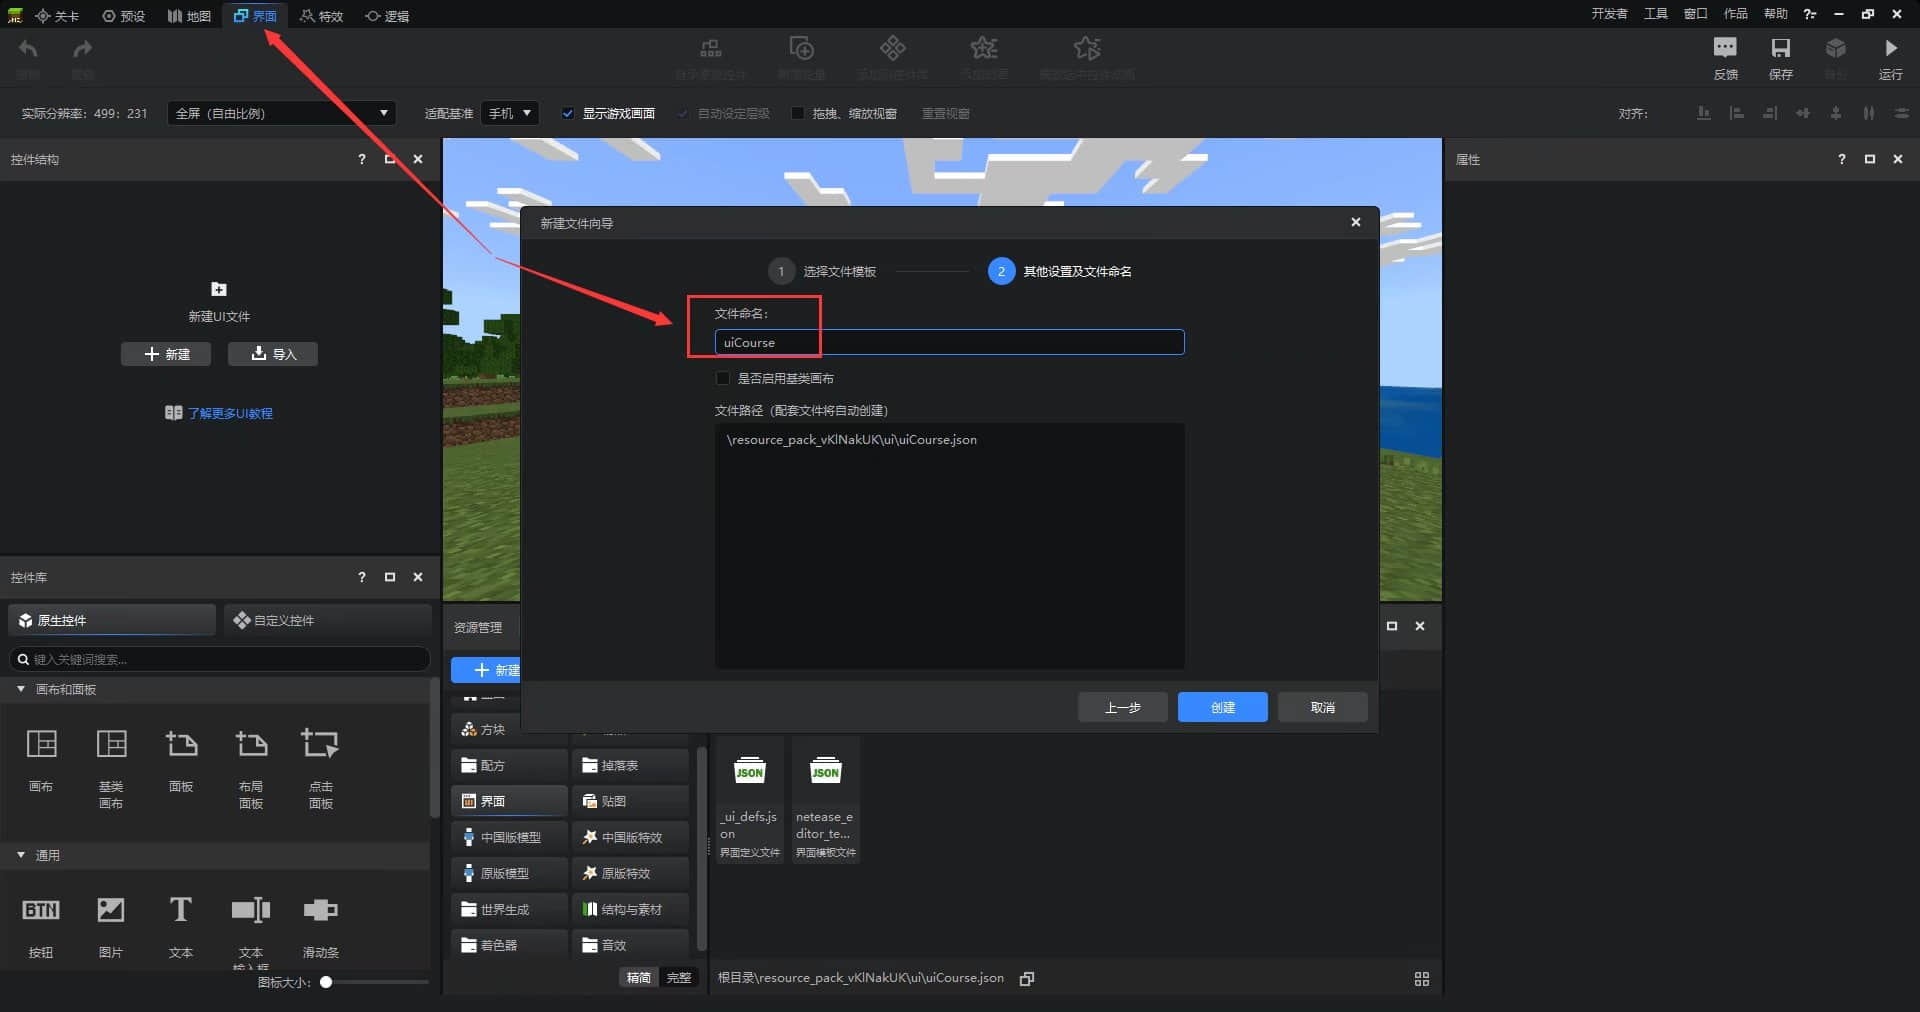 关卡 预设 地图 界面 特效 逻辑
开发者 工具 窗口 作品 帮助 ?
反馈 保存 运行
实际分辨率：499：231 全屏（自由比例） 适配基准 手机 显示游戏画面 自动设定层级 拖拽、缩放视窗 重置视窗 对齐：
控件结构 ?
属性 ?
新建文件向导
1 选择文件模板 2 其他设置及文件命名
文件命名：
uiCourse
是否启用基类画布
文件路径（配套文件将自动创建）
\resource_pack_vKlNakUK\ui\uiCourse.json
上一步 创建 取消
新建UI文件
新建 导入
了解更多UI教程
控件库 ?
原生控件 自定义控件
键入关键词搜索...
画布和面板
画布 基类 面板 布局 点击
画布 面板 面板
通用
BTN T
按钮 图片 文本 文本 滑动条
输入框
图标大小：
资源管理
新建
方块
配方 掉落表
界面 贴图
中国版模型 中国版特效
原版模型 原版特效
世界生成 结构与素材
着色器 音效
精简 完整
JSON JSON
_ui_defs.js netease_e
on ditor_te...
界面定义文件 界面模板文件
根目录\resource_pack_vKlNakUK\ui\uiCourse.json